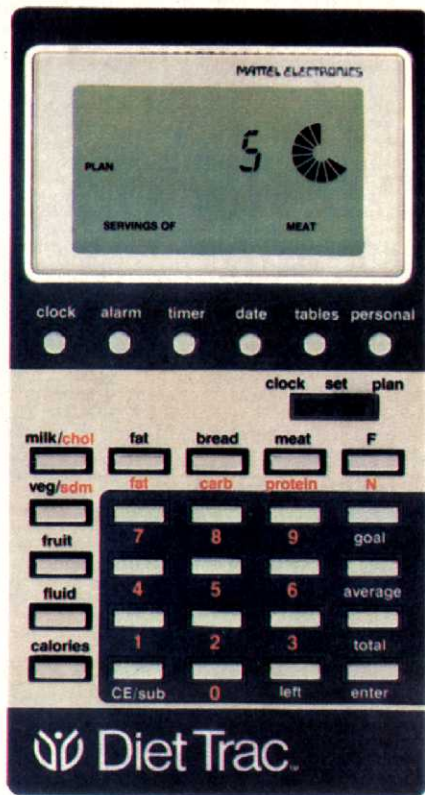 MATTEL ELECTRONICS
5
PLAN
SERVINGS OF MEAT
clock alarm timer date tables personal
clock set plan
milk/chol fat bread meat F
veg/sdm fat carb protein N
fruit 7 8 9 goal
fluid 4 5 6 average
calories 1 2 3 total
CE/sub 0 left enter
Diet Trac™